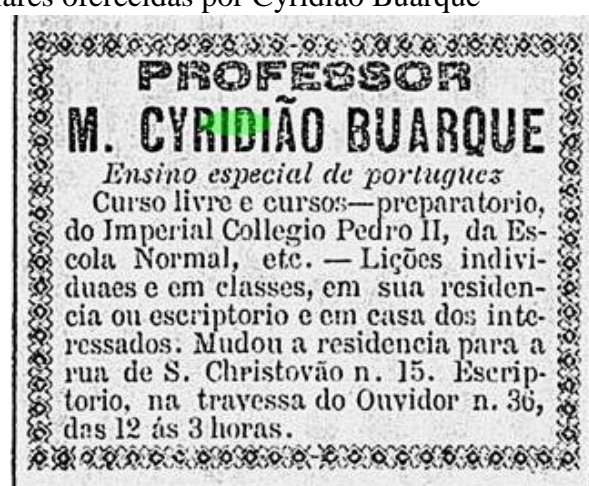 lares oferecidas por Cyridião Buarque
PROFESSOR
M. CYRIDIÃO BUARQUE
Ensino especial de portuguez
Curso livre e cursos—preparatorio,
do Imperial Collegio Pedro II, da Es-
cola Normal, etc. — Lições indivi-
duaes e em classes, em sua residen-
cia ou escriptorio e em casa dos inte-
ressados. Mudou a residencia para a
rua de S. Christovão n. 15. Escrip-
torio, na travessa do Ouvidor n. 36,
das 12 ás 3 horas.